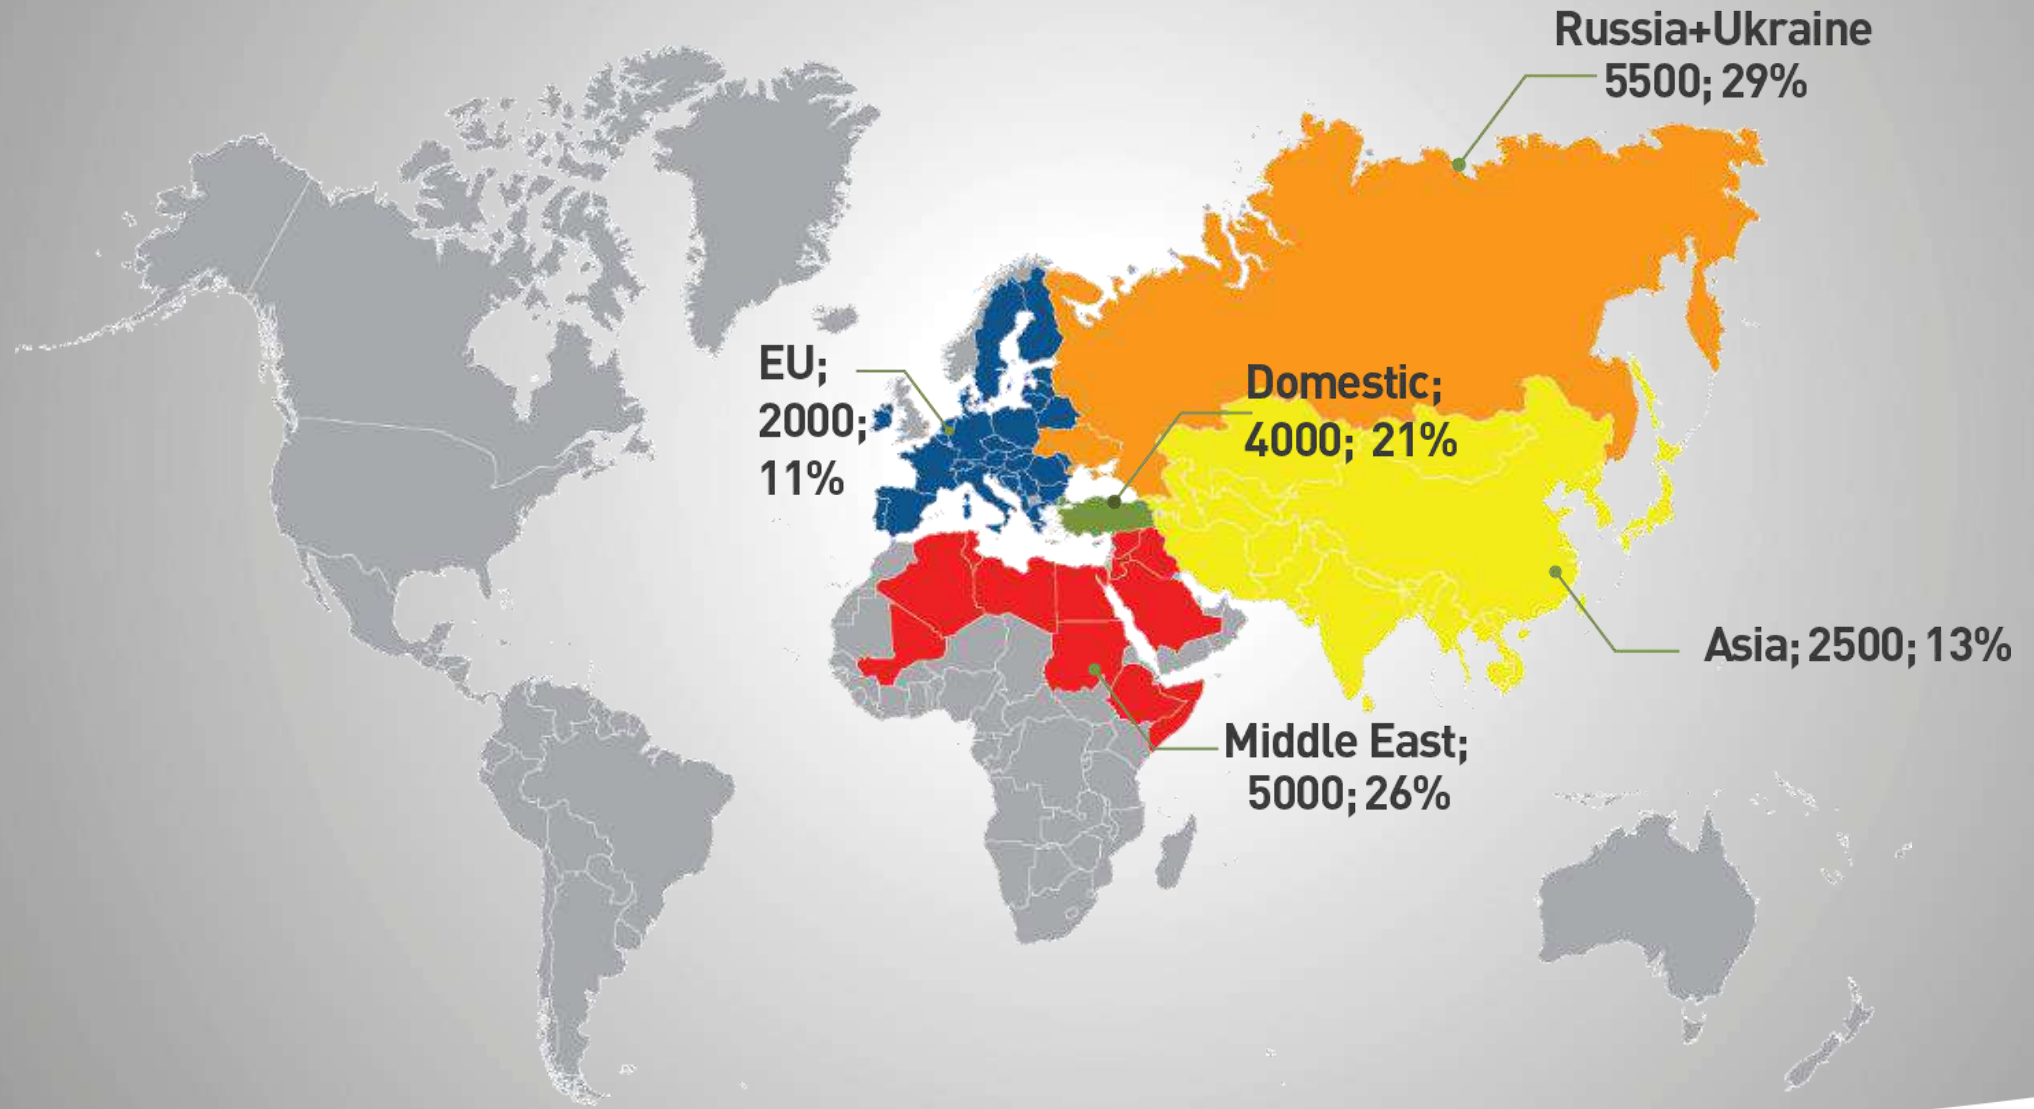 Russia+Ukraine
5500; 29%
EU;
2000;
11%
Domestic;
4000; 21%
Asia; 2500; 13%
Middle East;
5000; 26%